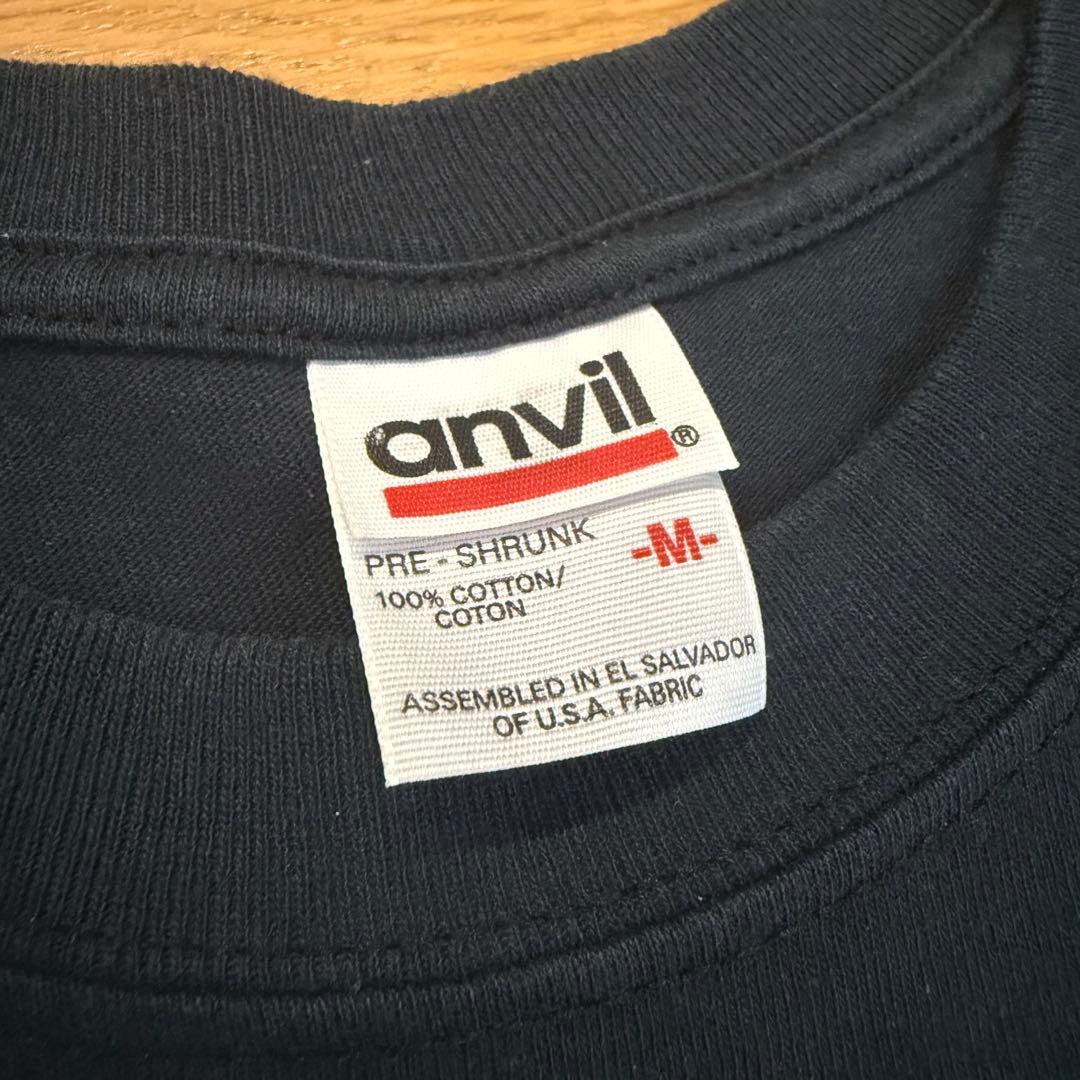 anvil®
PRE - SHRUNK -M-
100% COTTON/
COTON
ASSEMBLED IN EL SALVADOR
OF U.S.A. FABRIC